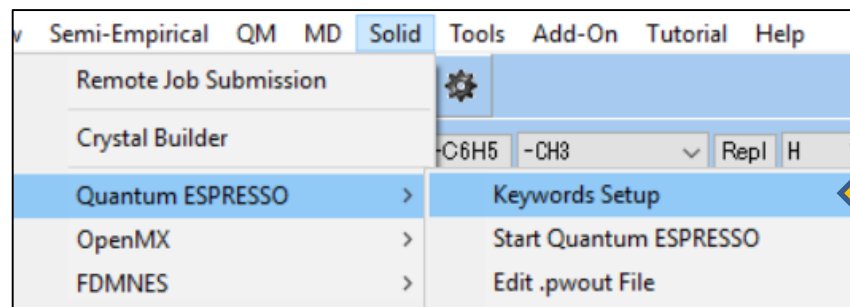 Semi-Empirical QM MD Solid Tools Add-On Tutorial Help
Remote Job Submission
Crystal Builder
-C6H5 -CH3 Repl H
Quantum ESPRESSO > Keywords Setup
OpenMX > Start Quantum ESPRESSO
FDMNES > Edit .pwout File